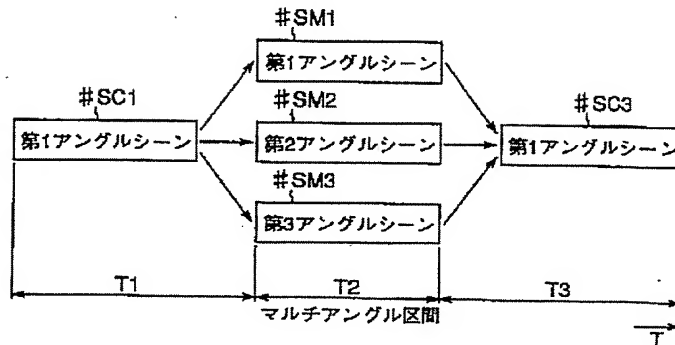 #SM1
第1アングルシーン
#SC1
#SM2
#SC3
第1アングルシーン
第2アングルシーン
第1アングルシーン
#SM3
第3アングルシーン
T1
T2
T3
マルチアングル区間
T